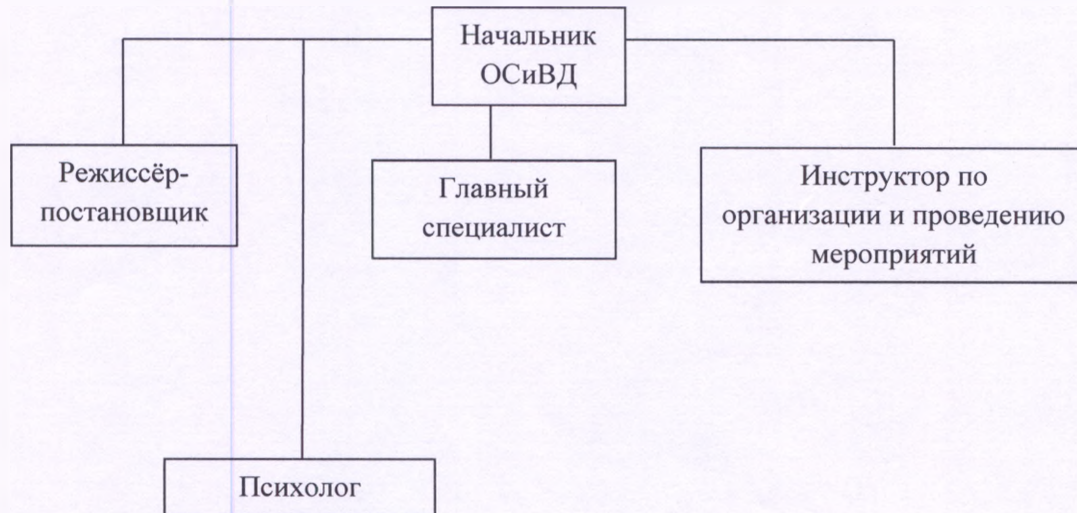 Начальник
ОСиВД
Режиссёр-
постановщик
Главный
специалист
Инструктор по
организации и проведению
мероприятий
Психолог